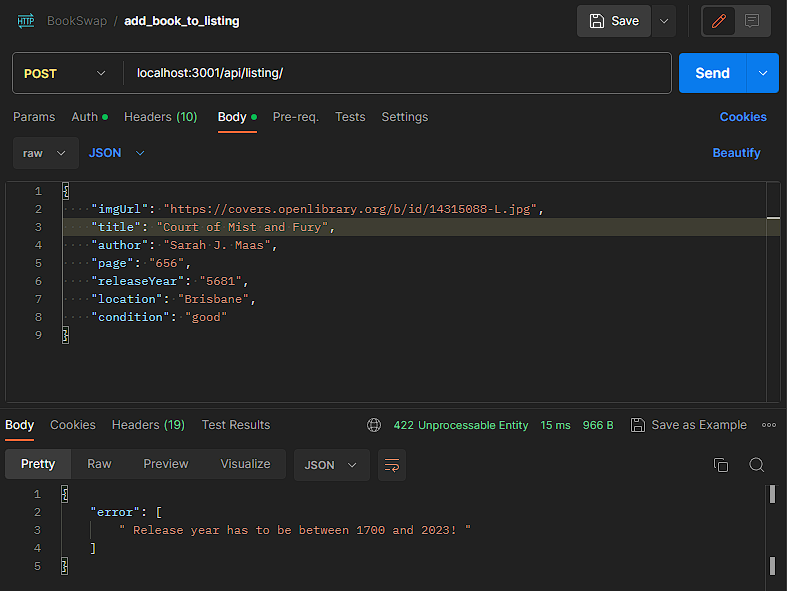 HTTP BookSwap / add_book_to_listing Save
POST localhost:3001/api/listing/ Send
Params Auth Headers (10) Body Pre-req. Tests Settings Cookies
raw JSON Beautify
1 {
2 "imgUrl": "https://covers.openlibrary.org/b/id/14315088-L.jpg",
3 "title": "Court of Mist and Fury",
4 "author": "Sarah J. Maas",
5 "page": "656",
6 "releaseYear": "5681",
7 "location": "Brisbane",
8 "condition": "good"
9 }
Body Cookies Headers (19) Test Results 422 Unprocessable Entity 15 ms 966 B Save as Example
Pretty Raw Preview Visualize JSON
1 {
2 "error": [
3 " Release year has to be between 1700 and 2023! "
4 ]
5 }